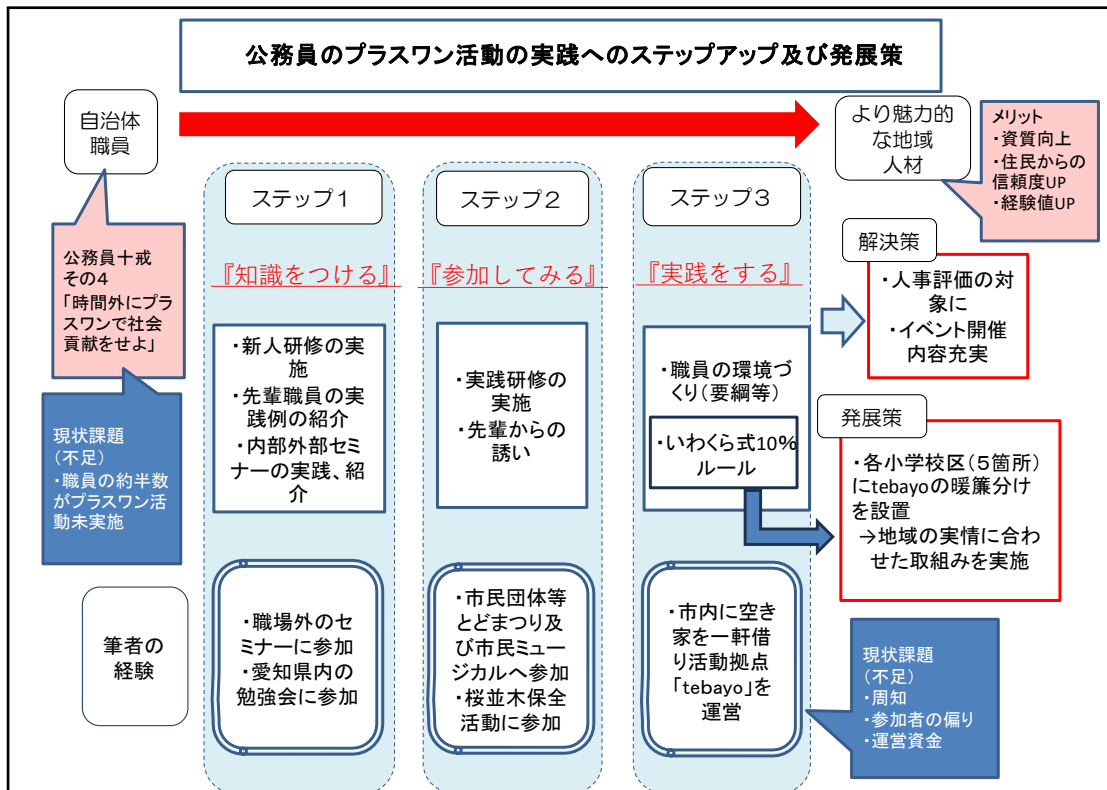 公務員のプラスワン活動の実践へのステップアップ及び発展策
自治体
職員
より魅力的
な地域
人材
メリット
・資質向上
・住民からの
信頼度UP
・経験値UP
公務員十戒
その４
「時間外にプラ
スワンで社会
貢献をせよ」
現状課題
（不足）
・職員の約半数
がプラスワン活
動未実施
ステップ１
『知識をつける』
・新人研修の実
施
・先輩職員の実
践例の紹介
・内部外部セミ
ナーの実践、紹
介
ステップ２
『参加してみる』
・実践研修の
実施
・先輩からの
誘い
ステップ３
『実践をする』
・職員の環境づ
くり（要綱等）
・いわくら式10％
ルール
解決策
・人事評価の対
象に
・イベント開催
内容充実
発展策
・各小学校区（５箇所）
にtebayoの暖簾分け
を設置
→地域の実情に合わ
せた取組みを実施
筆者の
経験
・職場外のセ
ミナーに参加
・愛知県内の
勉強会に参加
・市民団体等
とどまつり及
び市民ミュー
ジカルへ参加
・桜並木保全
活動に参加
・市内に空き
家を一軒借
り活動拠点
「tebayo」を
運営
現状課題
（不足）
・周知
・参加者の偏り
・運営資金